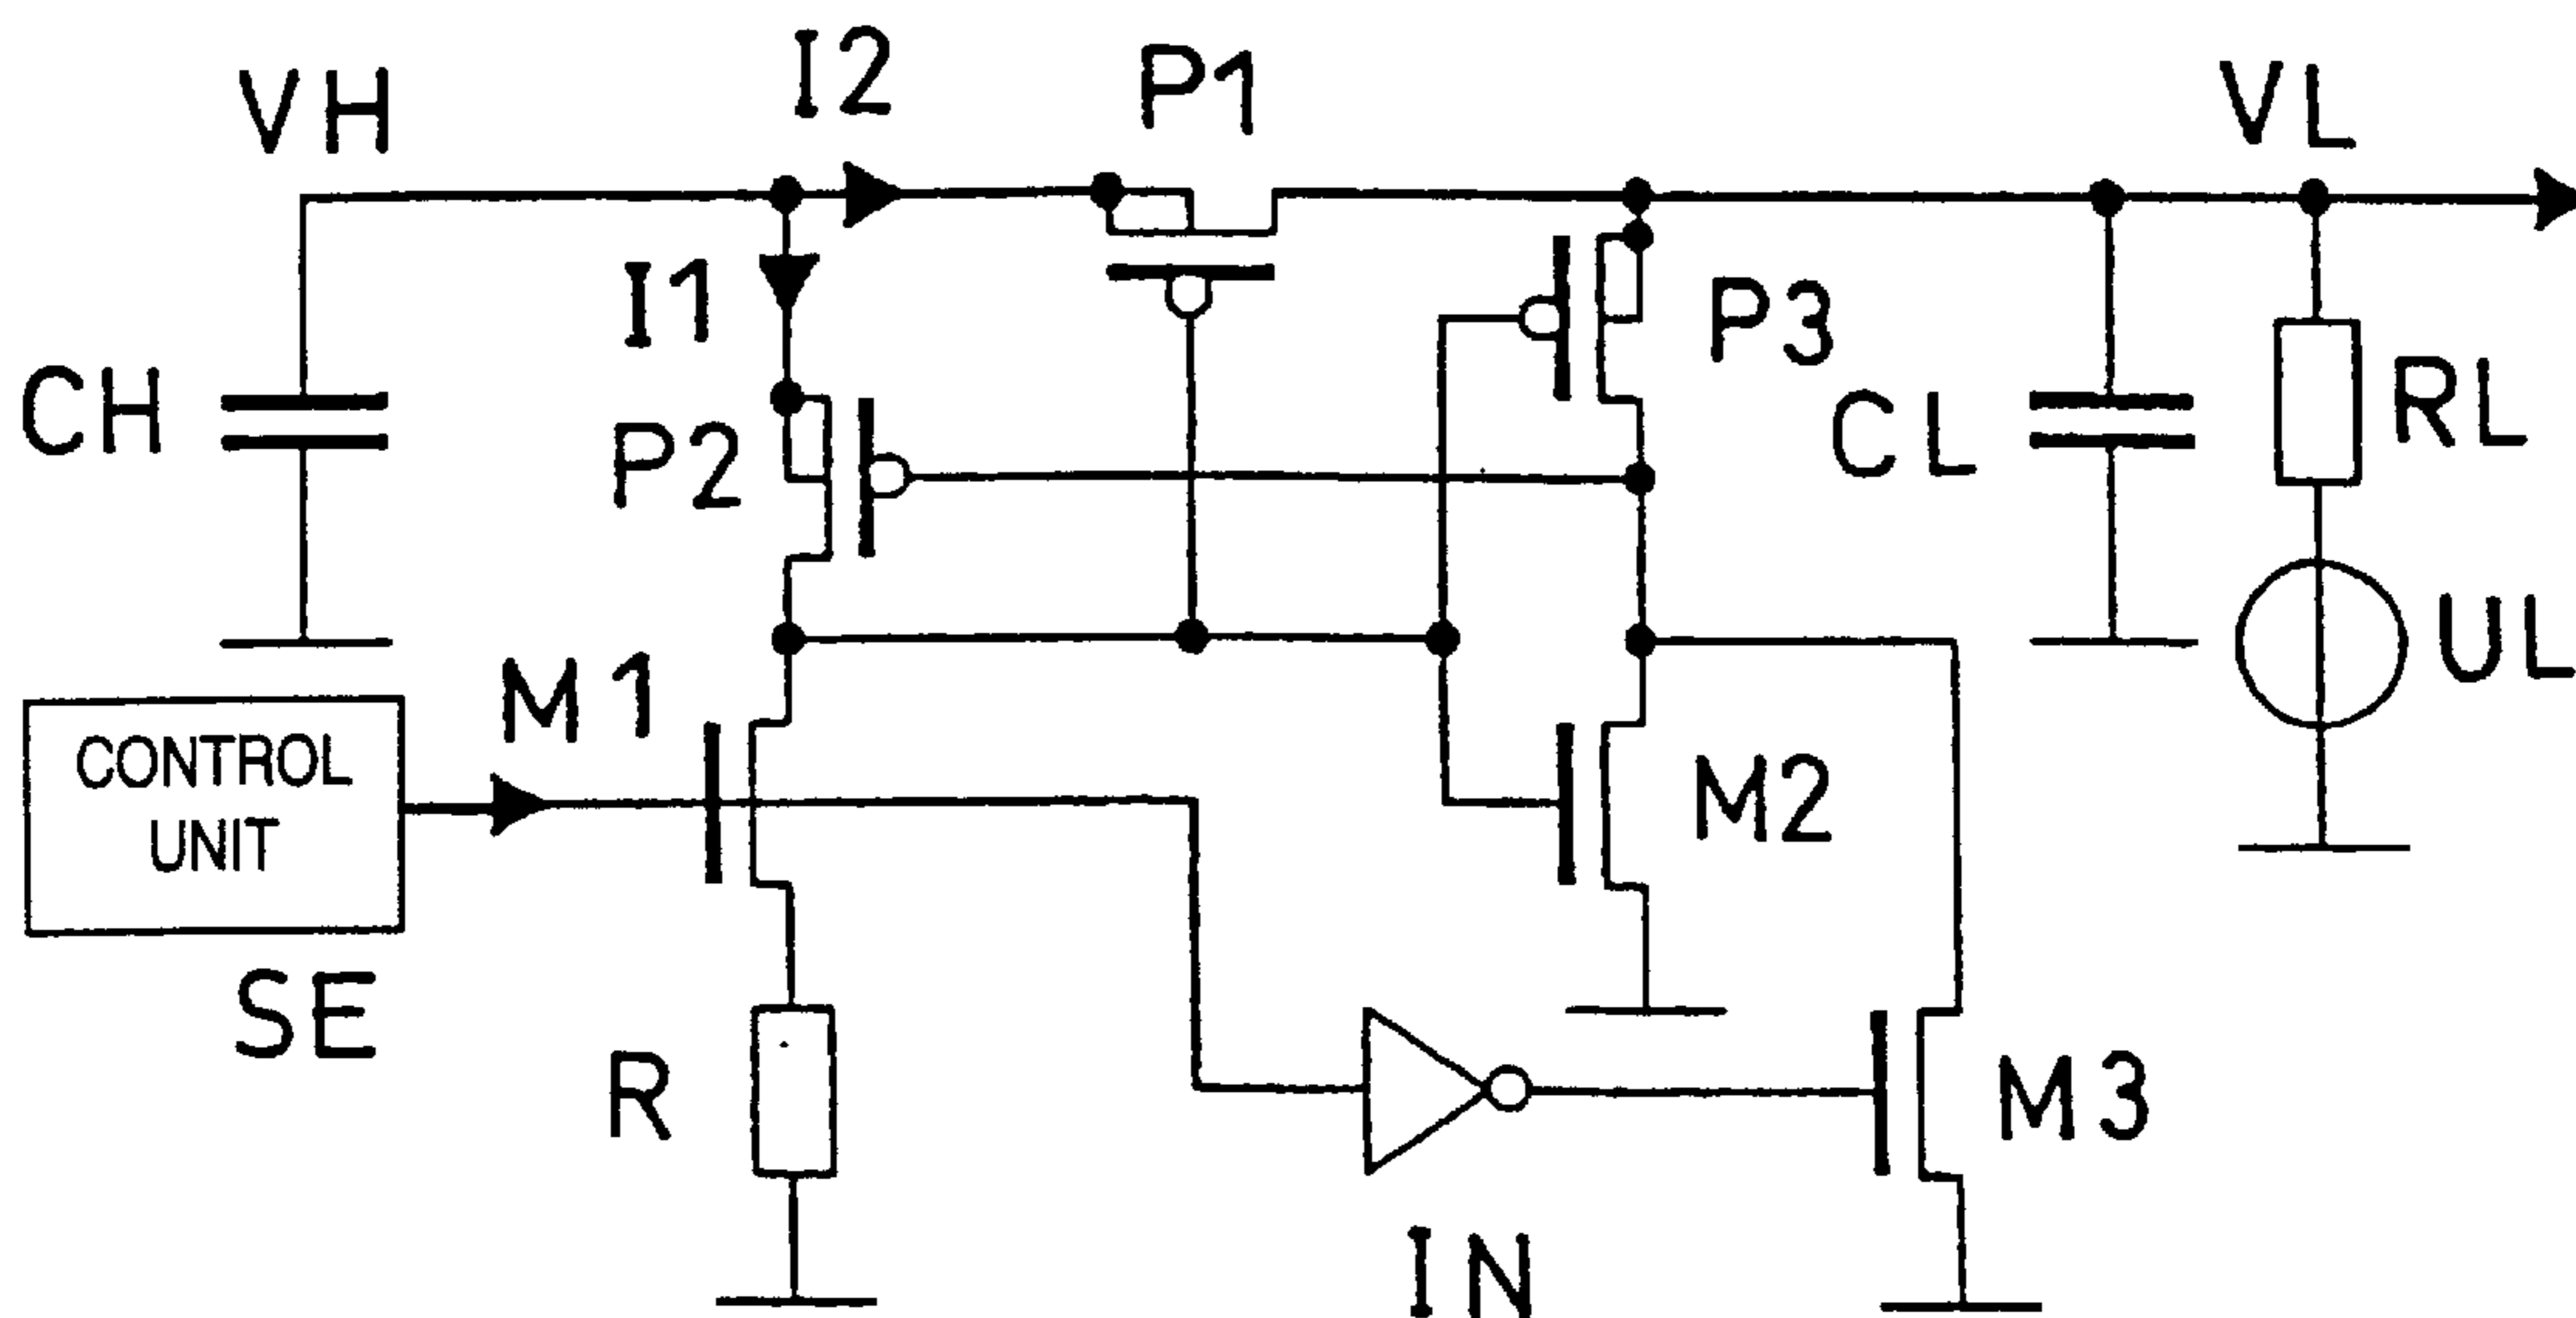 I2
P1
VH
VL
I1
P3
CH
P2
CL
RL
M1
UL
CONTROL
UNIT
M2
SE
R
M3
IN